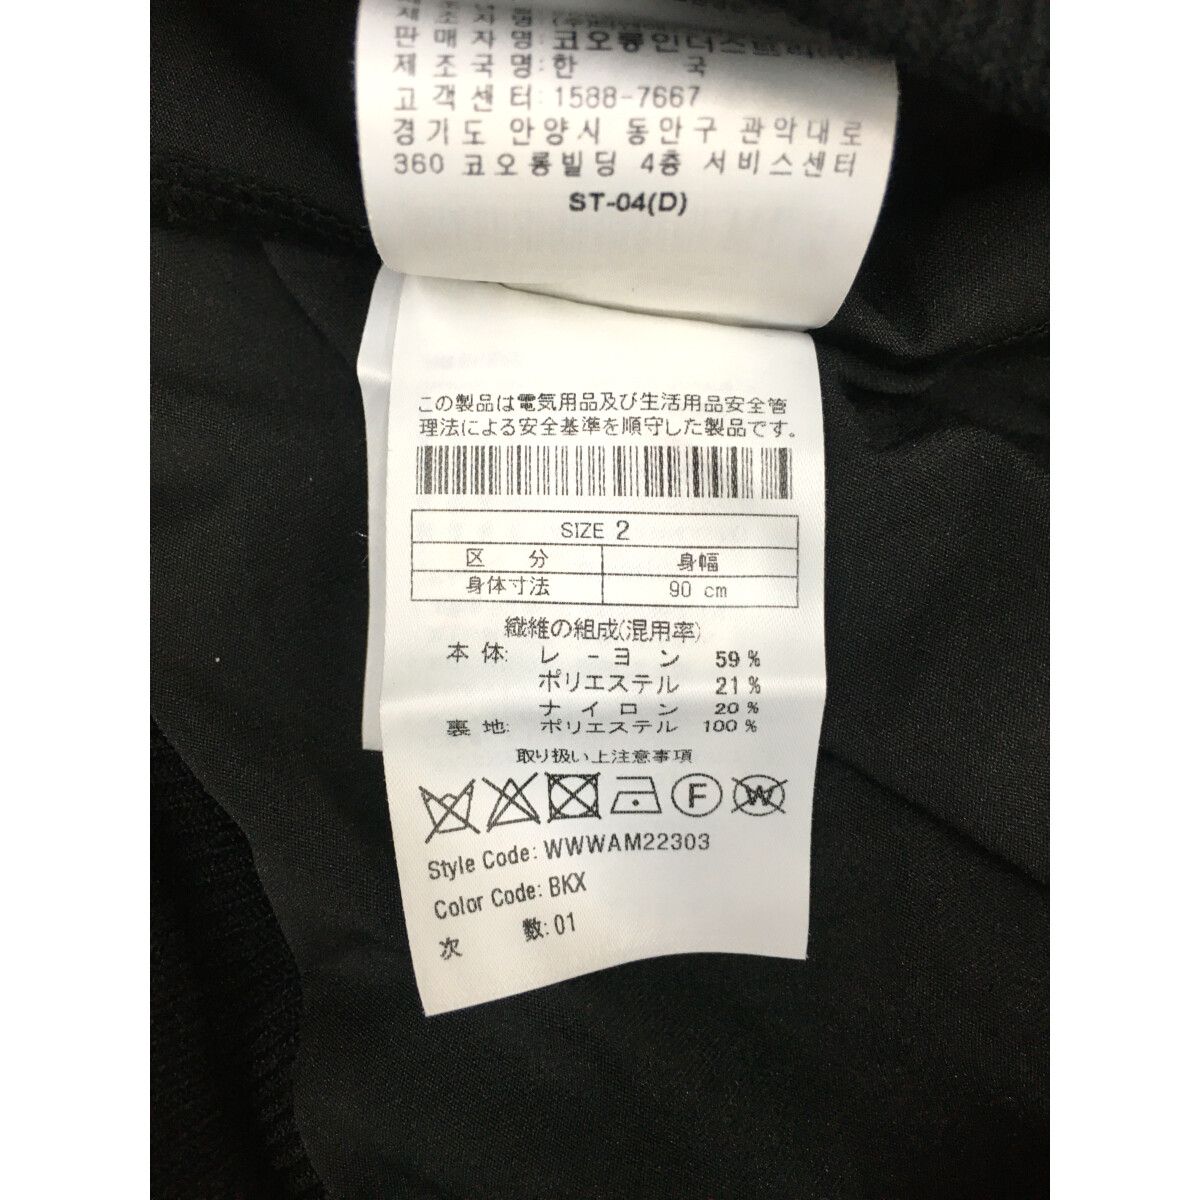 제조자명:
판매자명:코오롱인더스트리
제조국명:한 국
고객센터:1588-7667
경기도 안양시 동안구 관악대로
360 코오롱빌딩 4층 서비스센터
ST-04(D)
この製品は電気用品及び生活用品安全管
理法による安全基準を順守した製品です。
SIZE 2
区 分 身幅
身体寸法 90 cm
繊維の組成(混用率)
本 体: レ-ヨン 59%
ポリエステル 21%
ナイロン 20%
裏 地: ポリエステル 100%
取り扱い上注意事項
F W
Style Code: WWWAM22303
Color Code: BKX
次 数: 01